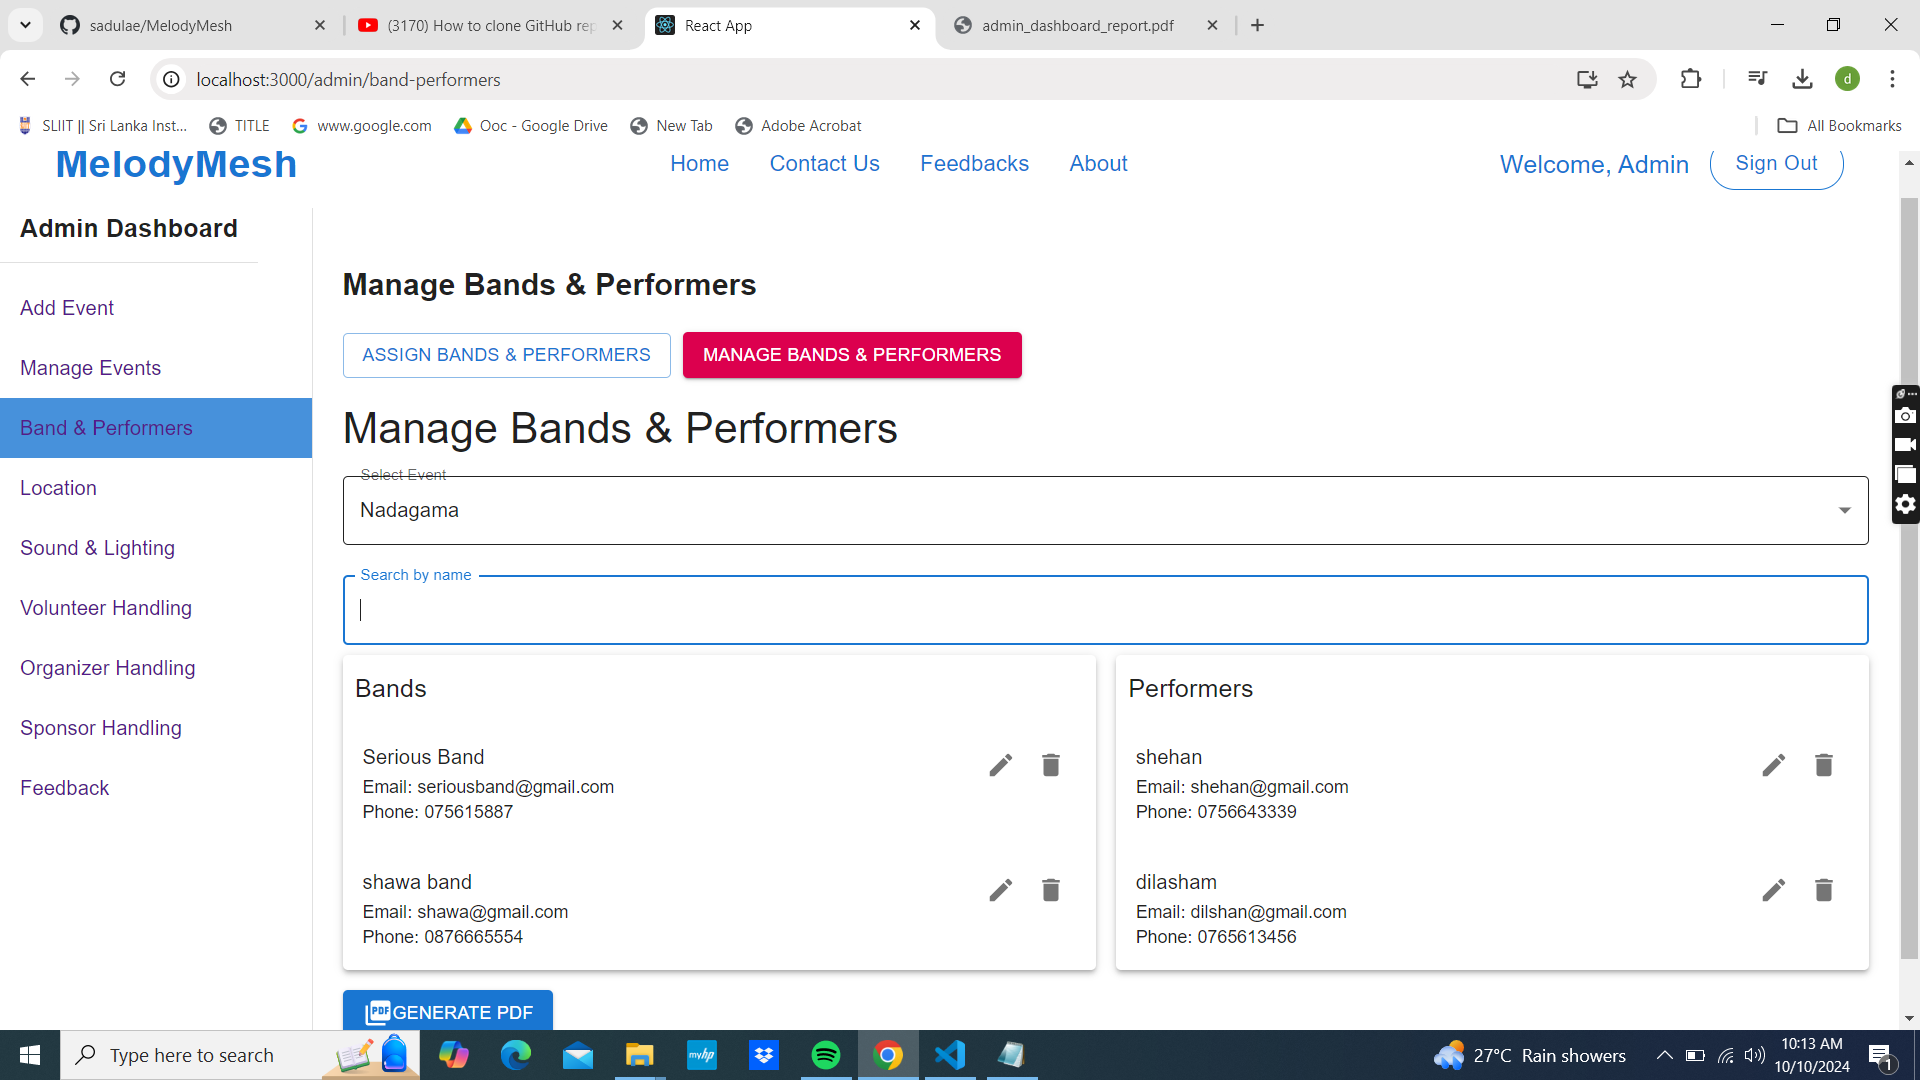 sadulae/MelodyMesh
(3170) How to clone GitHub rep
React App
admin_dashboard_report.pdf
localhost:3000/admin/band-performers
d
SLIIT || Sri Lanka Inst...
TITLE
www.google.com
Ooc - Google Drive
New Tab
Adobe Acrobat
All Bookmarks
MelodyMesh
Home
Contact Us
Feedbacks
About
Welcome, Admin
Sign Out
Admin Dashboard
Add Event
Manage Events
Band & Performers
Location
Sound & Lighting
Volunteer Handling
Organizer Handling
Sponsor Handling
Feedback
Manage Bands & Performers
ASSIGN BANDS & PERFORMERS
MANAGE BANDS & PERFORMERS
Manage Bands & Performers
Select Event
Nadagama
Search by name
Bands
Serious Band
Email: seriousband@gmail.com
Phone: 075615887
shawa band
Email: shawa@gmail.com
Phone: 0876665554
Performers
shehan
Email: shehan@gmail.com
Phone: 0756643339
dilasham
Email: dilshan@gmail.com
Phone: 0765613456
PDF
GENERATE PDF
Type here to search
myhp
27°C Rain showers
10:13 AM
10/10/2024
1